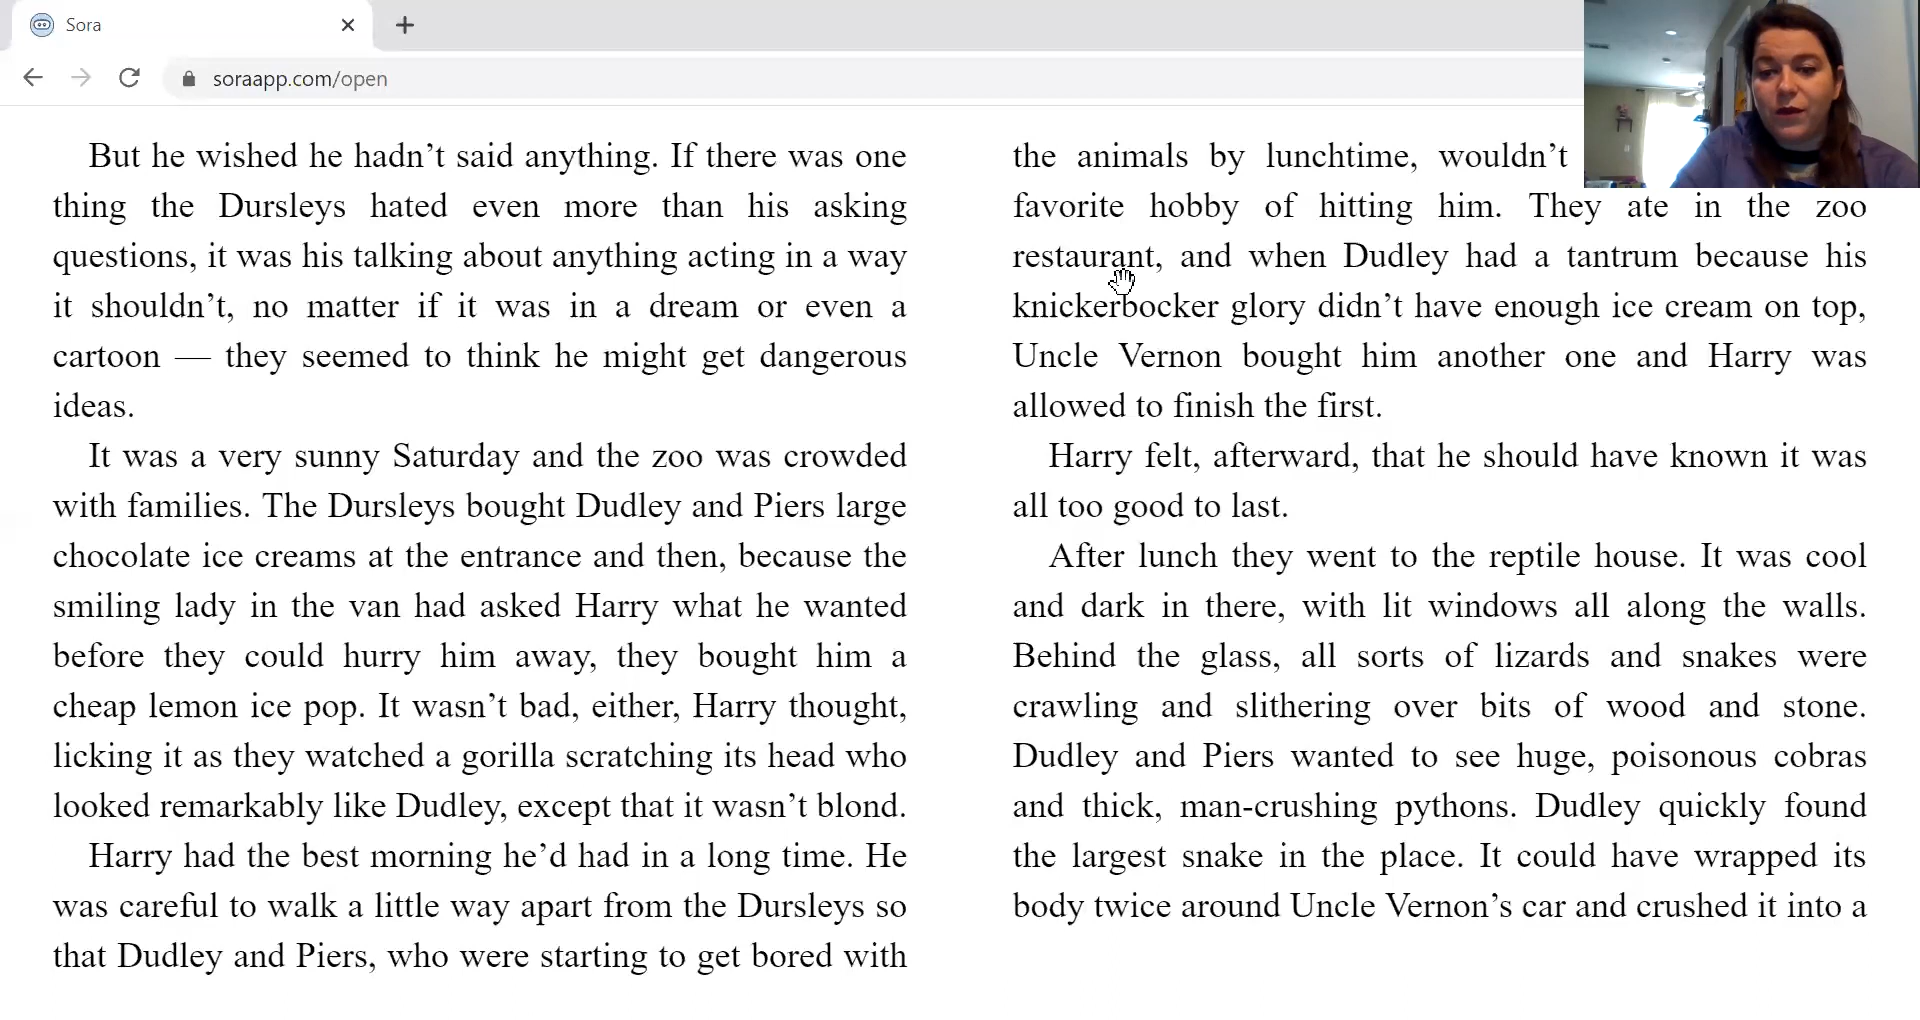 Sora
soraapp.com/open
But he wished he hadn’t said anything. If there was one
thing the Dursleys hated even more than his asking
questions, it was his talking about anything acting in a way
it shouldn’t, no matter if it was in a dream or even a
cartoon — they seemed to think he might get dangerous
ideas.
It was a very sunny Saturday and the zoo was crowded
with families. The Dursleys bought Dudley and Piers large
chocolate ice creams at the entrance and then, because the
smiling lady in the van had asked Harry what he wanted
before they could hurry him away, they bought him a
cheap lemon ice pop. It wasn’t bad, either, Harry thought,
licking it as they watched a gorilla scratching its head who
looked remarkably like Dudley, except that it wasn’t blond.
Harry had the best morning he’d had in a long time. He
was careful to walk a little way apart from the Dursleys so
that Dudley and Piers, who were starting to get bored with
the animals by lunchtime, wouldn’t
favorite hobby of hitting him. They ate in the zoo
restaurant, and when Dudley had a tantrum because his
knickerbocker glory didn’t have enough ice cream on top,
Uncle Vernon bought him another one and Harry was
allowed to finish the first.
Harry felt, afterward, that he should have known it was
all too good to last.
After lunch they went to the reptile house. It was cool
and dark in there, with lit windows all along the walls.
Behind the glass, all sorts of lizards and snakes were
crawling and slithering over bits of wood and stone.
Dudley and Piers wanted to see huge, poisonous cobras
and thick, man-crushing pythons. Dudley quickly found
the largest snake in the place. It could have wrapped its
body twice around Uncle Vernon’s car and crushed it into a